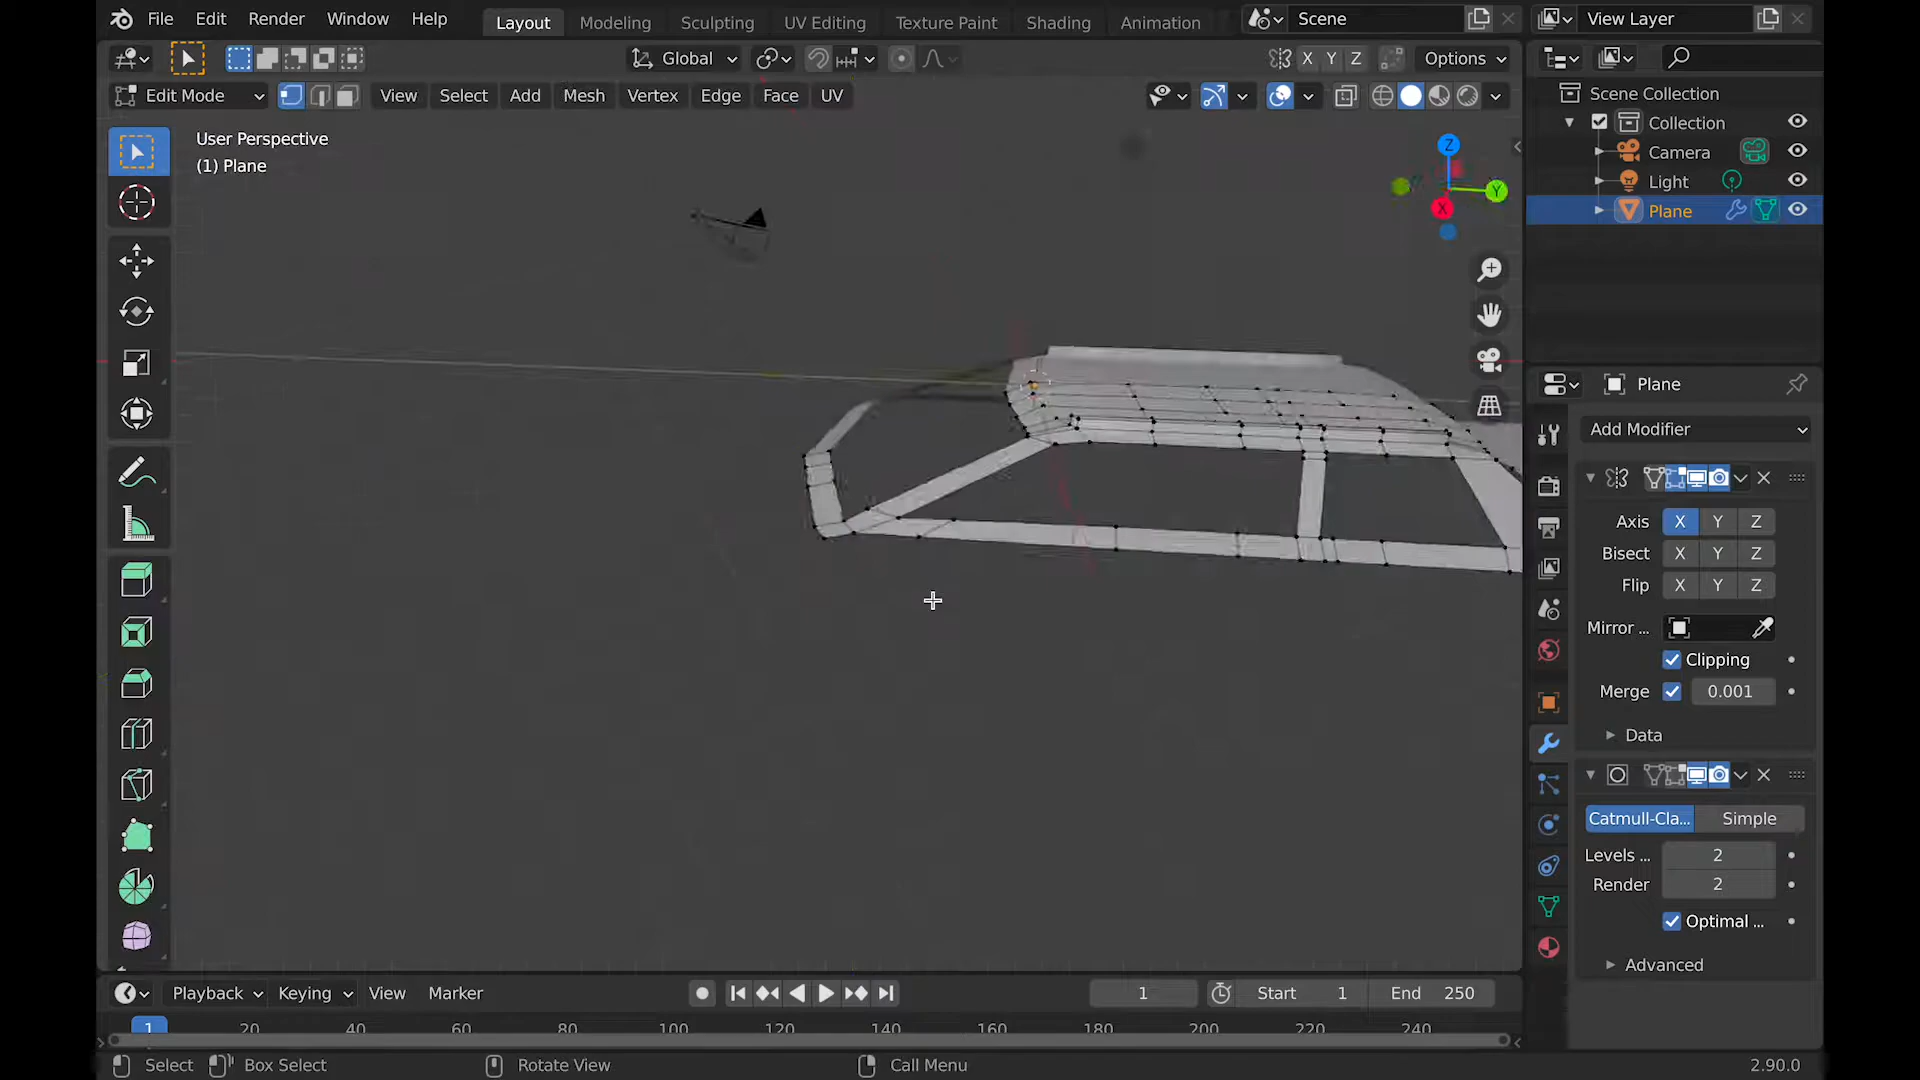 File Edit Render Window Help Layout Modeling Sculpting UV Editing Texture Paint Shading Animation Scene View Layer
Global X Y Z Options
Edit Mode View Select Add Mesh Vertex Edge Face UV
Scene Collection
User Perspective
(1) Plane
Collection
Camera
Light
Plane
Z
Y
X
Plane
Add Modifier
Axis X Y Z
Bisect X Y Z
Flip X Y Z
Mirror ...
Clipping
Merge 0.001
Data
Catmull-Cla... Simple
Levels ... 2
Render 2
Optimal ...
Advanced
Playback Keying View Marker 1 Start 1 End 250
1 20 40 60 80 100 120 140 160 180 200 220 240
Select Box Select Rotate View Call Menu 2.90.0